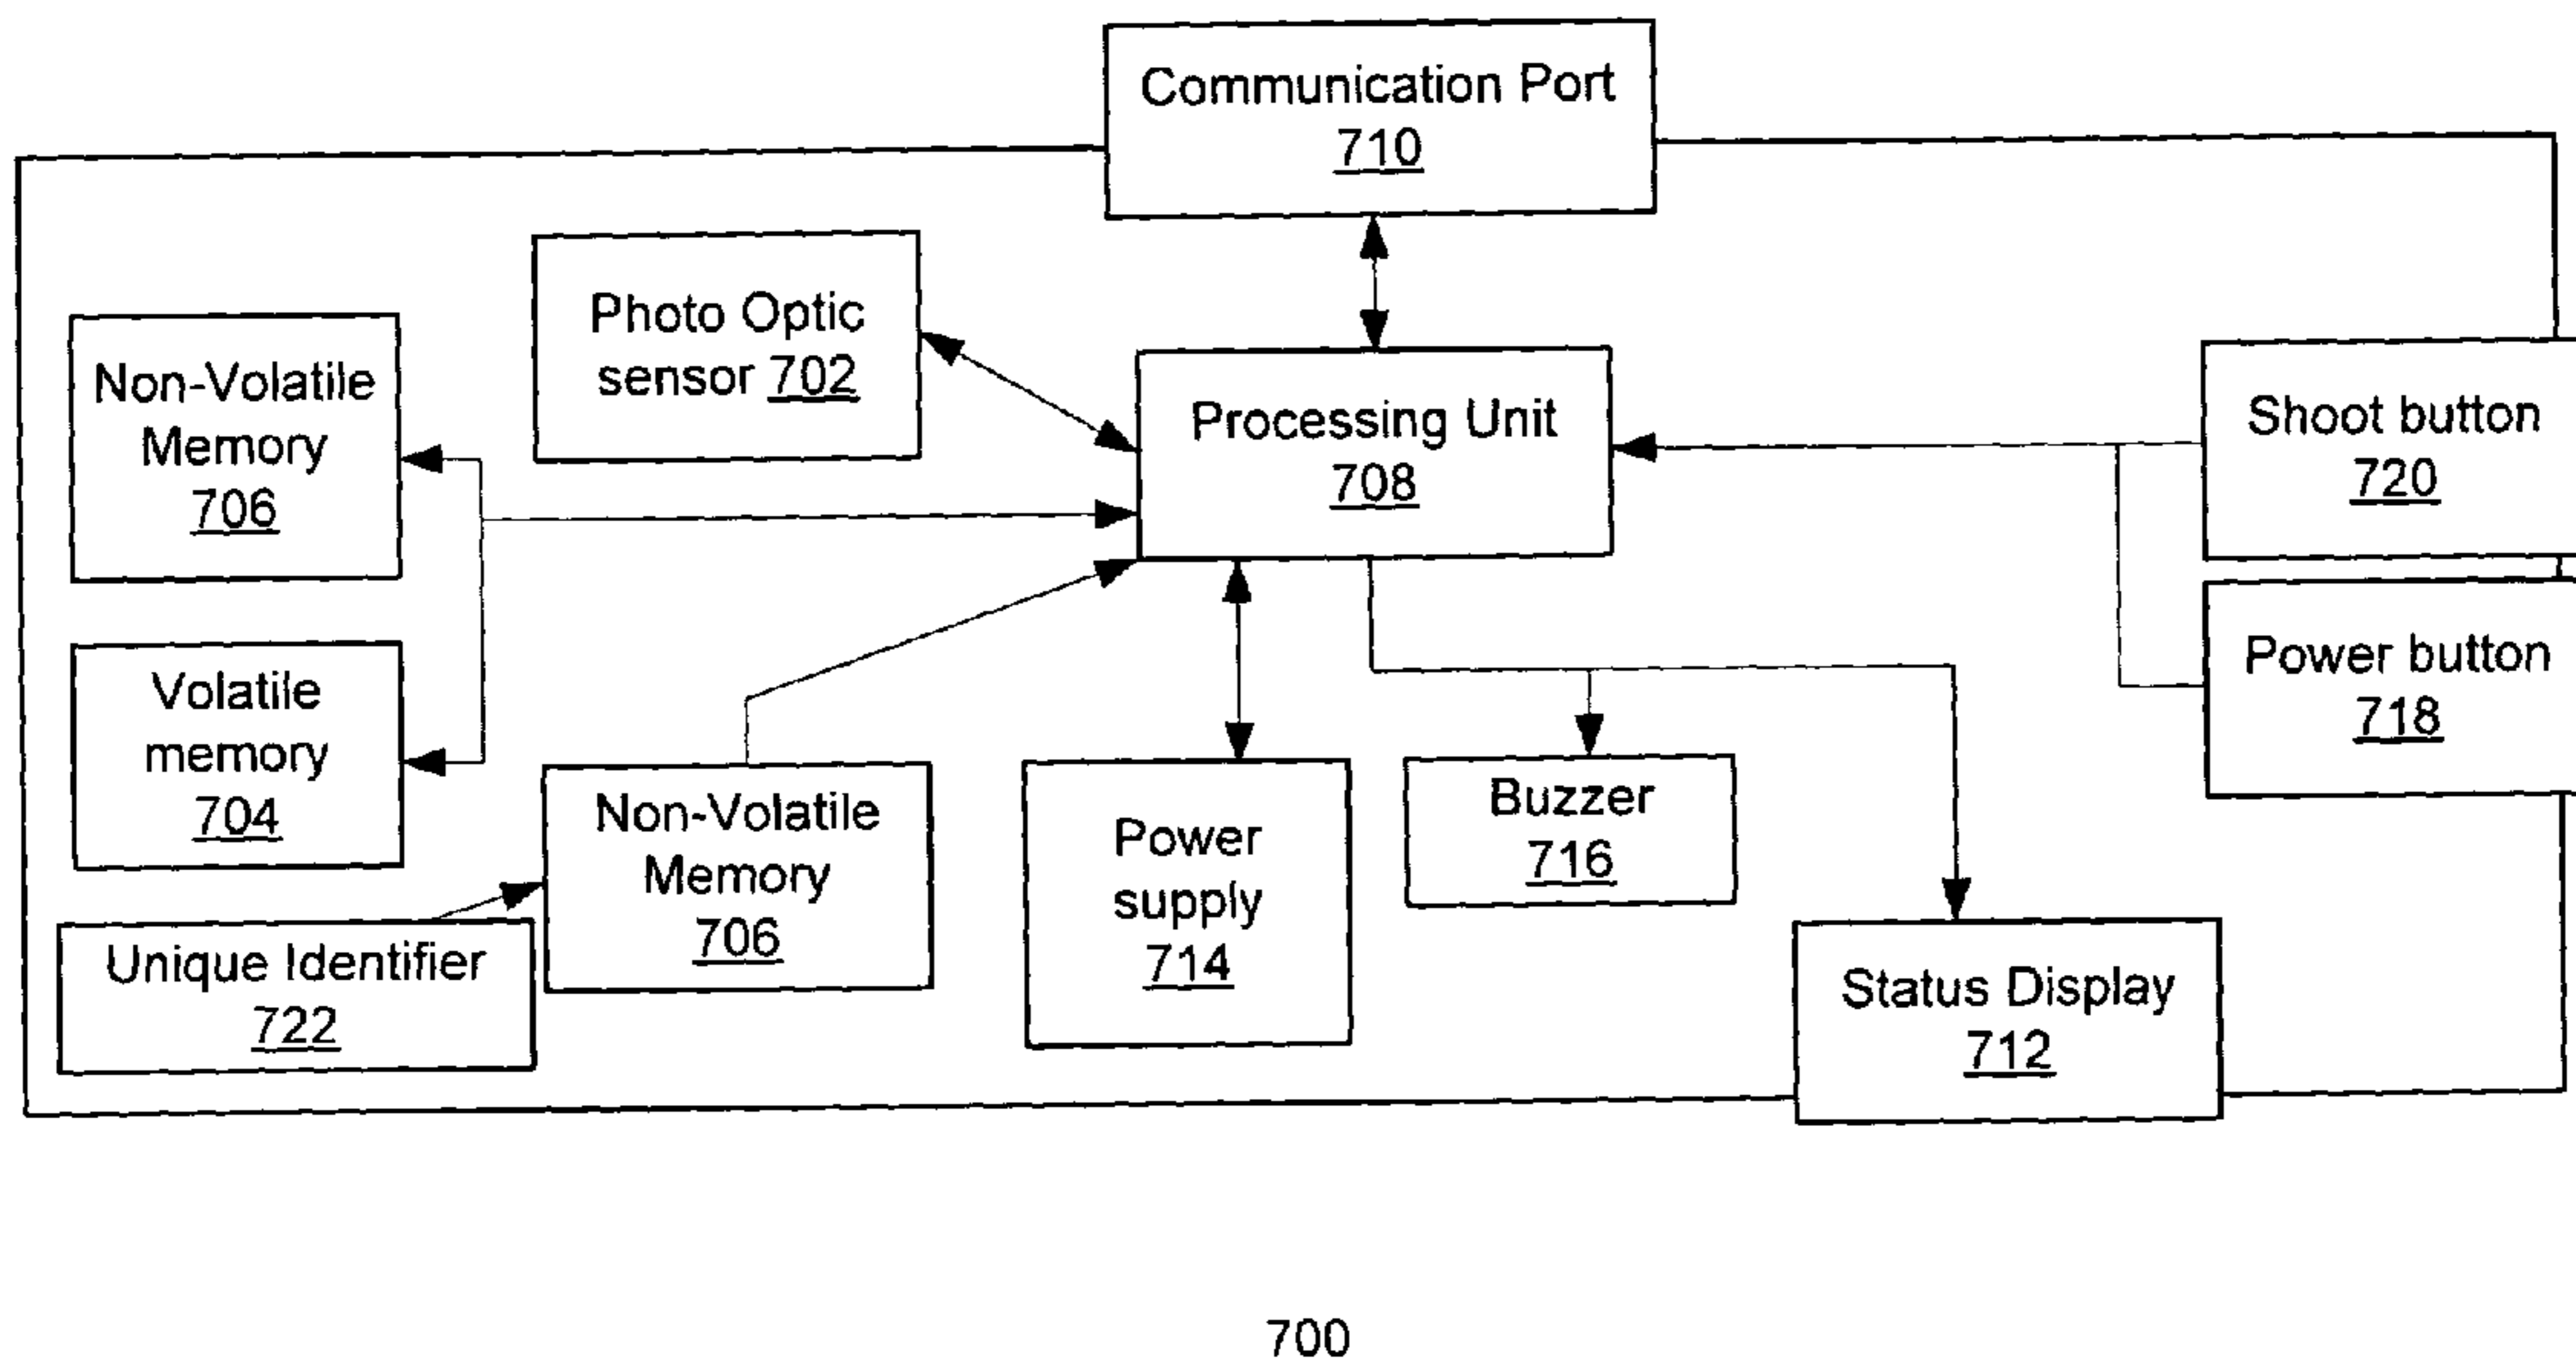 Communication Port
710
Photo Optic
sensor 702
Non-Volatile
Memory
706
Processing Unit
708
Shoot button
720
Power button
718
Volatile
memory
704
Non-Volatile
Memory
706
Power
supply
714
Buzzer
716
Unique Identifier
722
Status Display
712
700